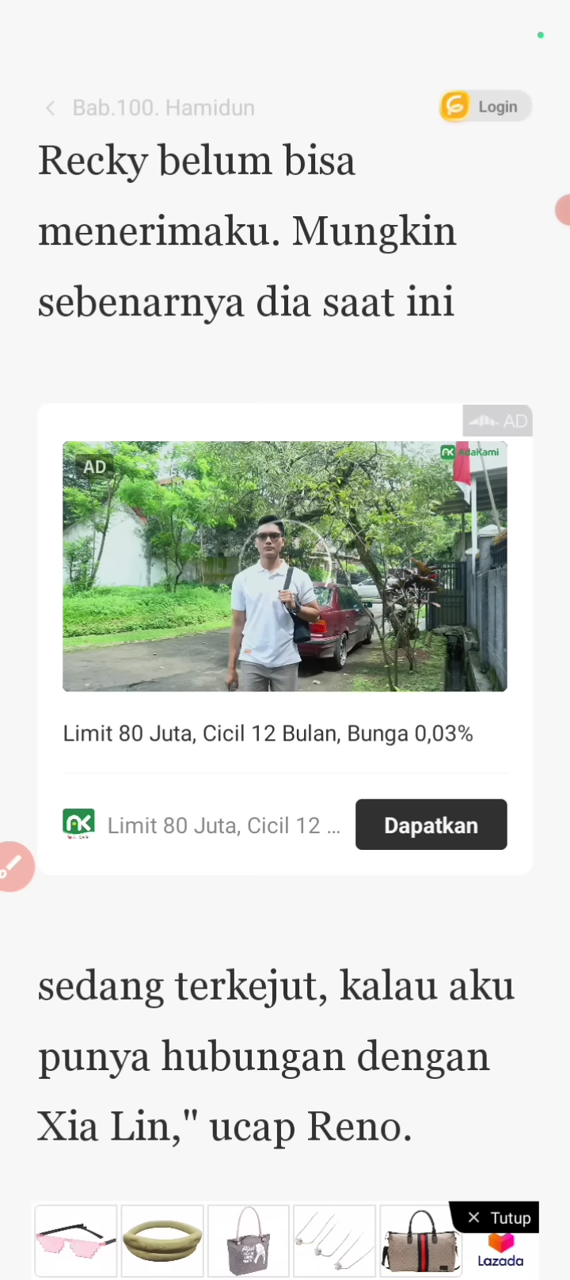 Bab.100. Hamidun
Login
Recky belum bisa
menerimaku. Mungkin
sebenarnya dia saat ini
AD
AD
AdaKami
Limit 80 Juta, Cicil 12 Bulan, Bunga 0,03%
Limit 80 Juta, Cicil 12 ...
Dapatkan
sedang terkejut, kalau aku
punya hubungan dengan
Xia Lin," ucap Reno.
× Tutup
Lazada